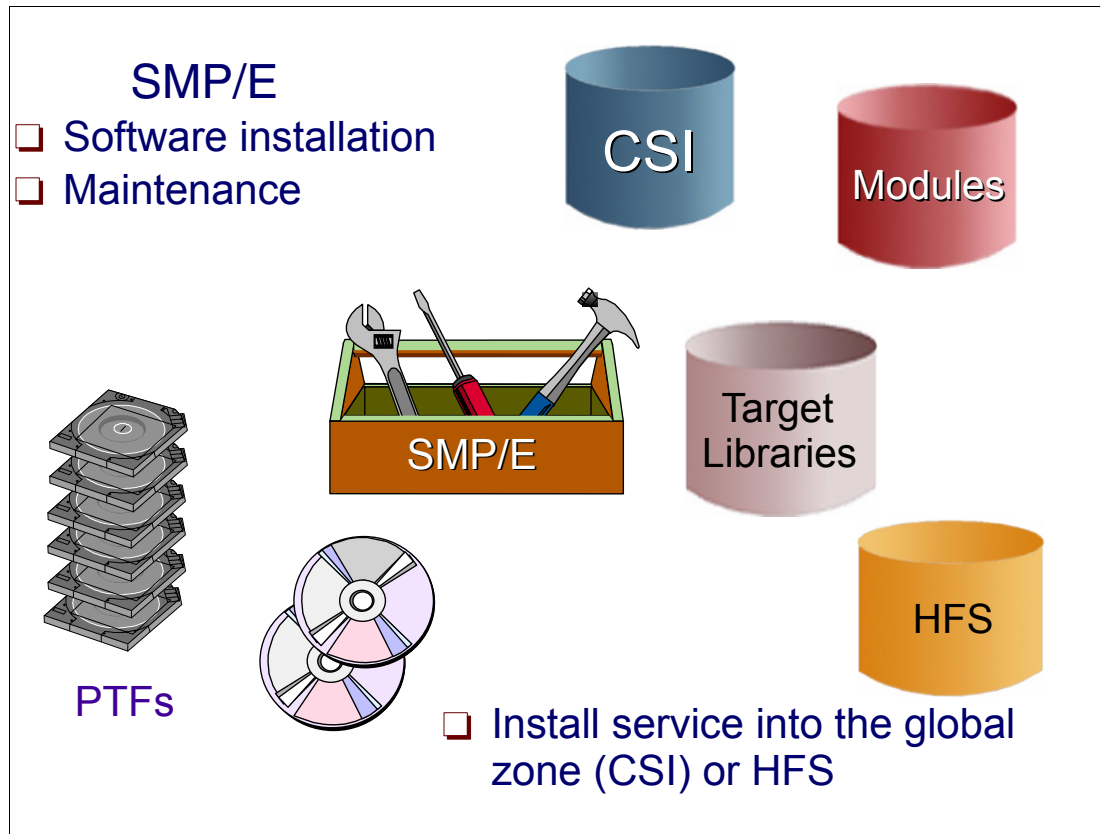 SMP/E
Software installation
Maintenance
CSI
Modules
SMP/E
Target
Libraries
HFS
PTFs
Install service into the global
zone (CSI) or HFS